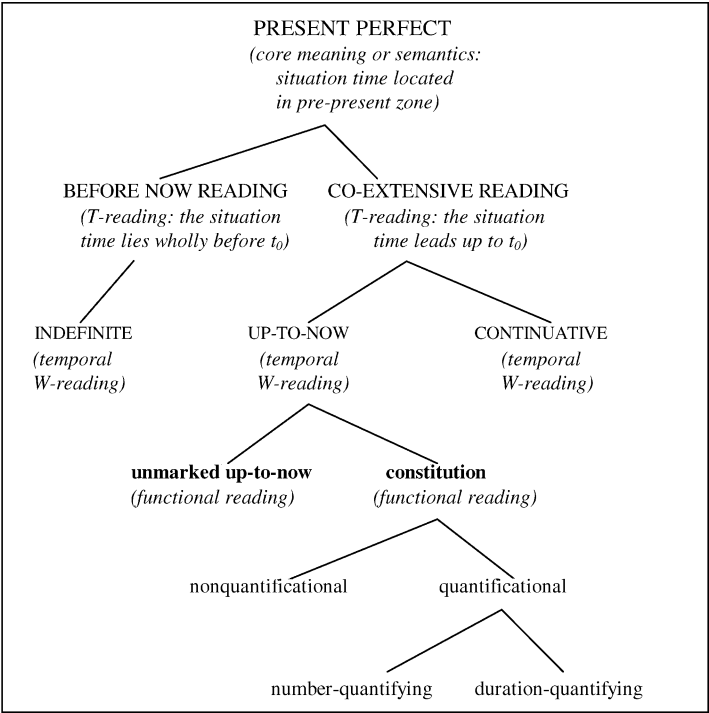 PRESENT PERFECT
(core meaning or semantics:
situation time located
in pre-present zone)
BEFORE NOW READING
(T-reading: the situation
time lies wholly before t₀)
CO-EXTENSIVE READING
(T-reading: the situation
time leads up to t₀)
INDEFINITE
(temporal
W-reading)
UP-TO-NOW
(temporal
W-reading)
CONTINUATIVE
(temporal
W-reading)
unmarked up-to-now
(functional reading)
constitution
(functional reading)
nonquantificational
quantificational
number-quantifying
duration-quantifying